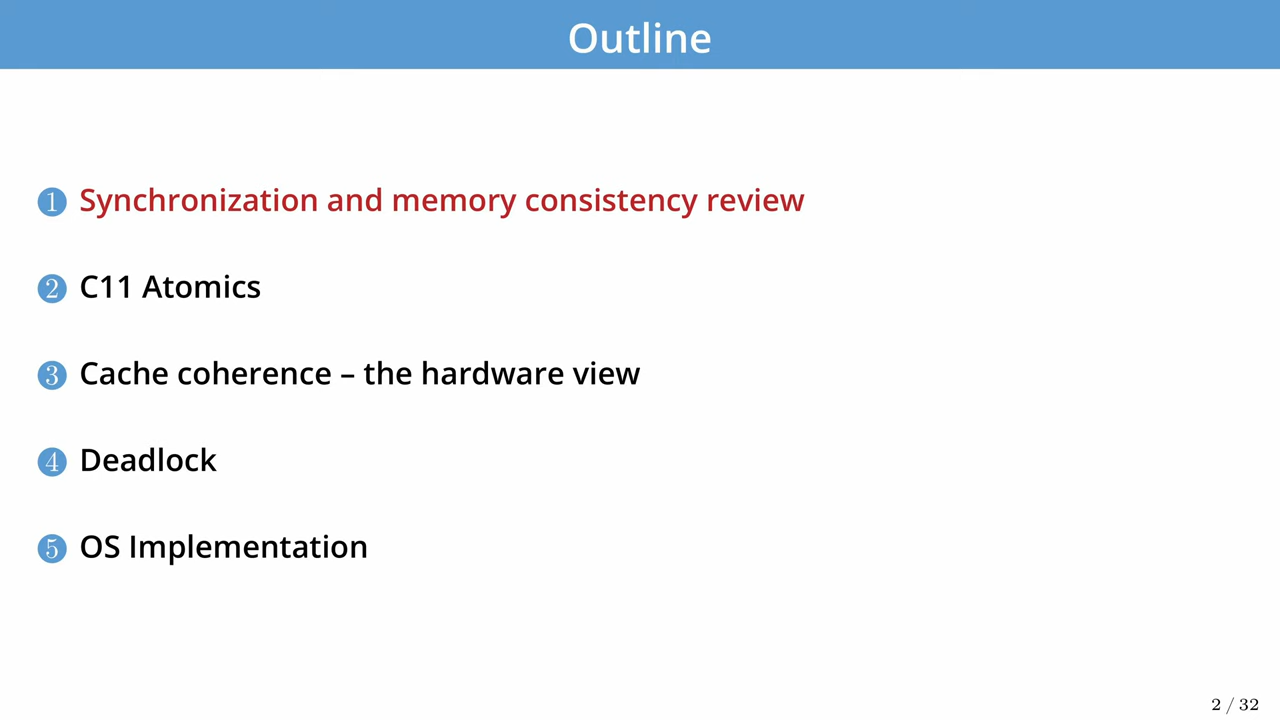 Outline
1 Synchronization and memory consistency review
2 C11 Atomics
3 Cache coherence – the hardware view
4 Deadlock
5 OS Implementation
2 / 32